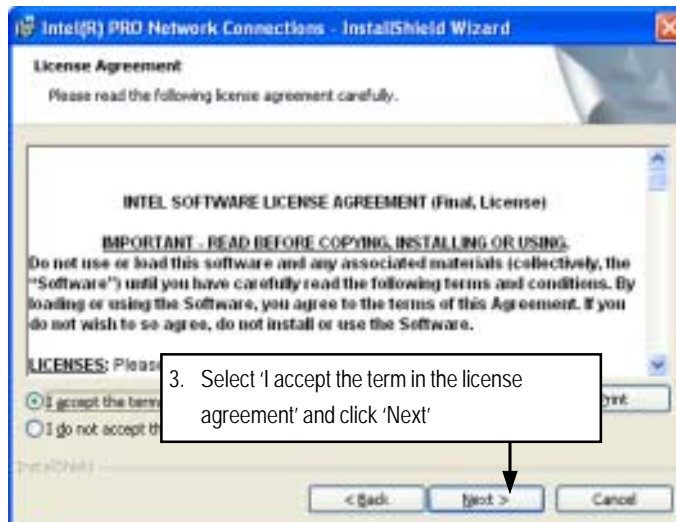 Intel(R) PRO Network Connections - InstallShield Wizard
License Agreement
Please read the following license agreement carefully.
INTEL SOFTWARE LICENSE AGREEMENT (Final, License)
IMPORTANT - READ BEFORE COPYING, INSTALLING OR USING.
Do not use or load this software and any associated materials (collectively, the
"Software") until you have carefully read the following terms and conditions. By
loading or using the Software, you agree to the terms of this Agreement. If you
do not wish to so agree, do not install or use the Software.
LICENSES: Please
3. Select ‘I accept the term in the license
agreement’ and click ‘Next’
I accept the term
Print
I do not accept th
InstallShield
< Back
Next >
Cancel